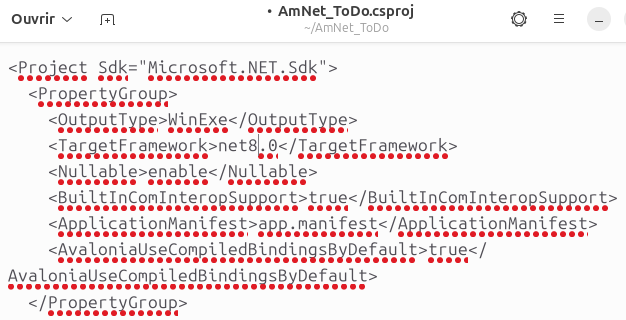 Ouvrir
• AmNet_ToDo.csproj
~/AmNet_ToDo
<Project Sdk="Microsoft.NET.Sdk">
<PropertyGroup>
<OutputType>WinExe</OutputType>
<TargetFramework>net8.0</TargetFramework>
<Nullable>enable</Nullable>
<BuiltInComInteropSupport>true</BuiltInComInteropSupport>
<ApplicationManifest>app.manifest</ApplicationManifest>
<AvaloniaUseCompiledBindingsByDefault>true</
AvaloniaUseCompiledBindingsByDefault>
</PropertyGroup>